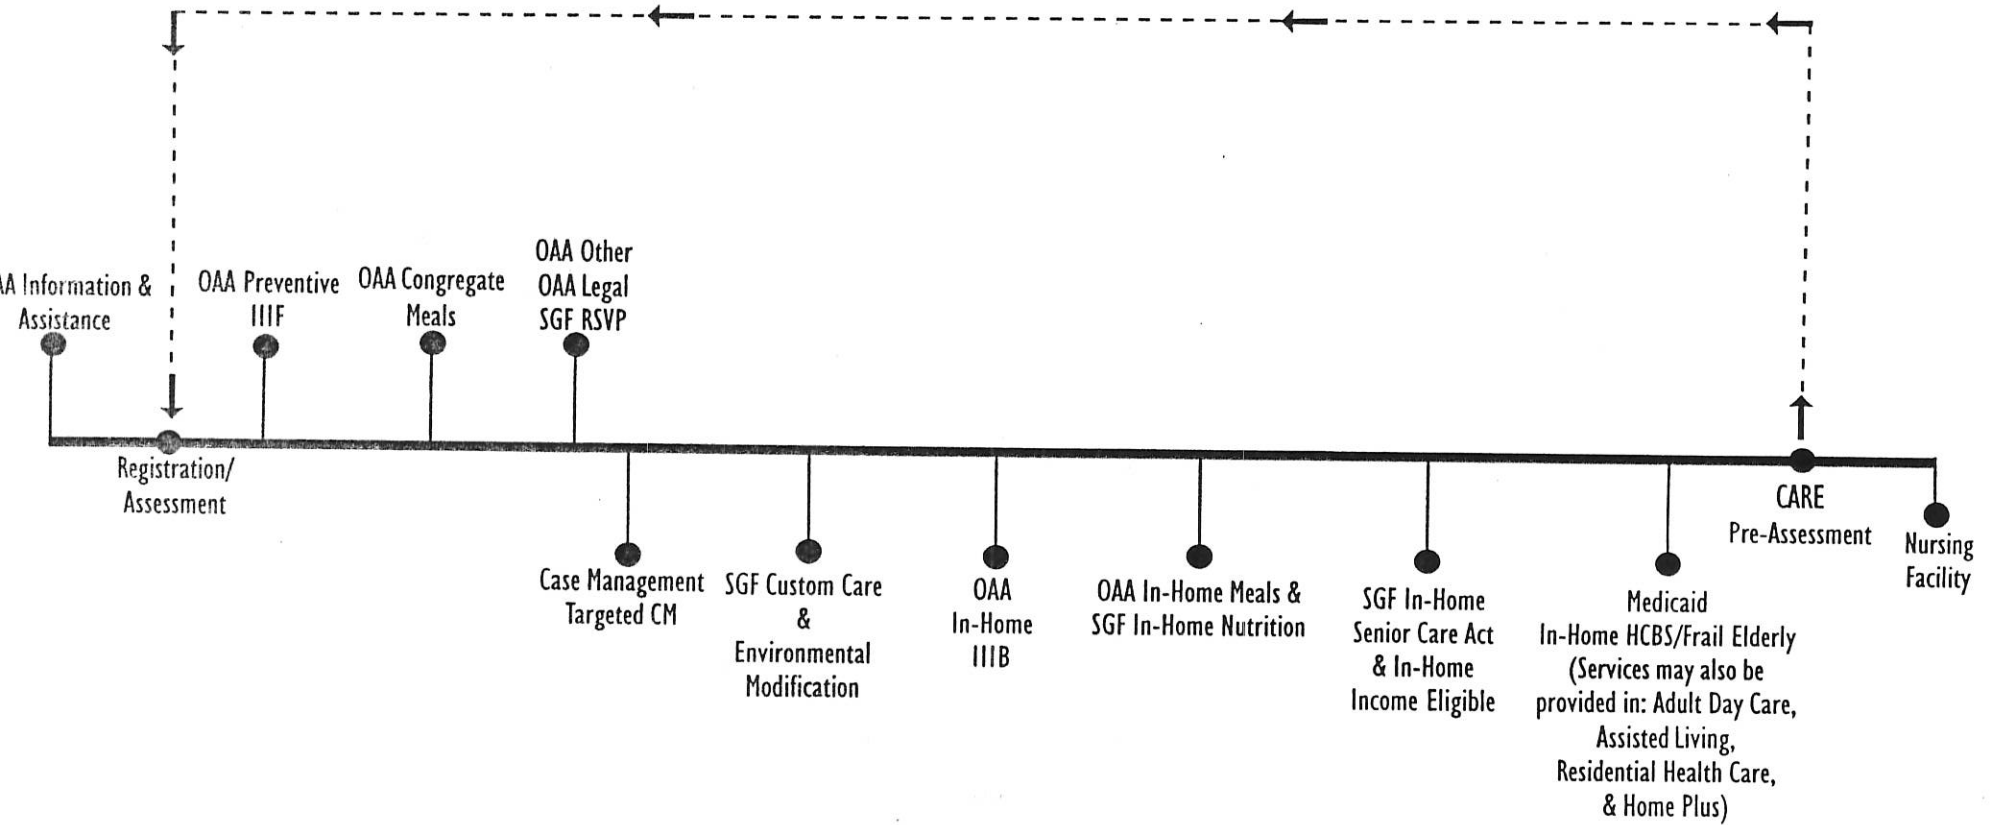 AA Information &
Assistance
OAA Preventive
IIIF
OAA Congregate
Meals
OAA Other
OAA Legal
SGF RSVP
Registration/
Assessment
Case Management
Targeted CM
SGF Custom Care
&
Environmental
Modification
OAA
In-Home
IIIB
OAA In-Home Meals &
SGF In-Home Nutrition
SGF In-Home
Senior Care Act
& In-Home
Income Eligible
Medicaid
In-Home HCBS/Frail Elderly
(Services may also be
provided in: Adult Day Care,
Assisted Living,
Residential Health Care,
& Home Plus)
CARE
Pre-Assessment
Nursing
Facility